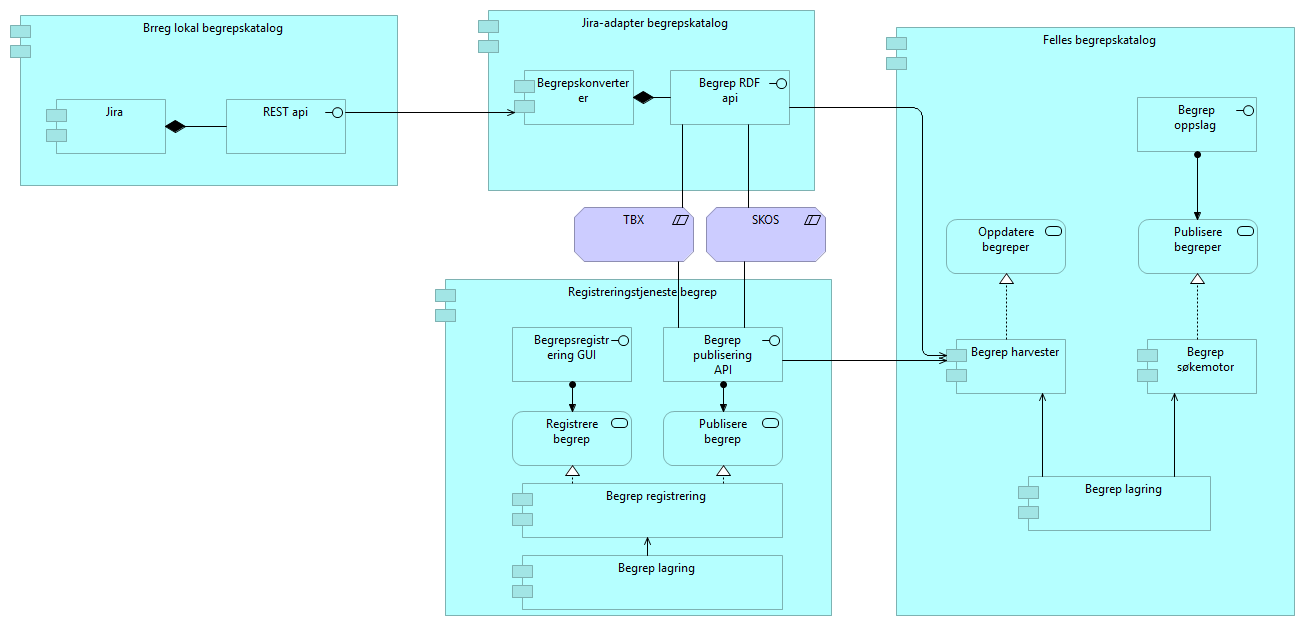 Brreg lokal begrepskatalog
Jira
REST api
Jira-adapter begrepskatalog
Begrepskonverter
er
Begrep RDF
api
TBX
SKOS
Registreringstjeneste begrep
Begrepsregistr
ering GUI
Begrep
publisering
API
Registrere
begrep
Publisere
begrep
Begrep registrering
Begrep lagring
Felles begrepskatalog
Begrep
oppslag
Oppdatere
begreper
Publisere
begreper
Begrep harvester
Begrep
søkemotor
Begrep lagring